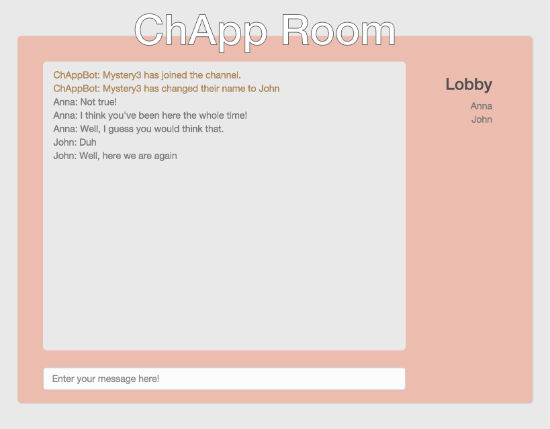 ChApp Room
ChAppBot: Mystery3 has joined the channel.
ChAppBot: Mystery3 has changed their name to John
Anna: Not true!
Anna: I think you've been here the whole time!
Anna: Well, I guess you would think that.
John: Duh
John: Well, here we are again
Enter your message here!
Lobby
Anna
John